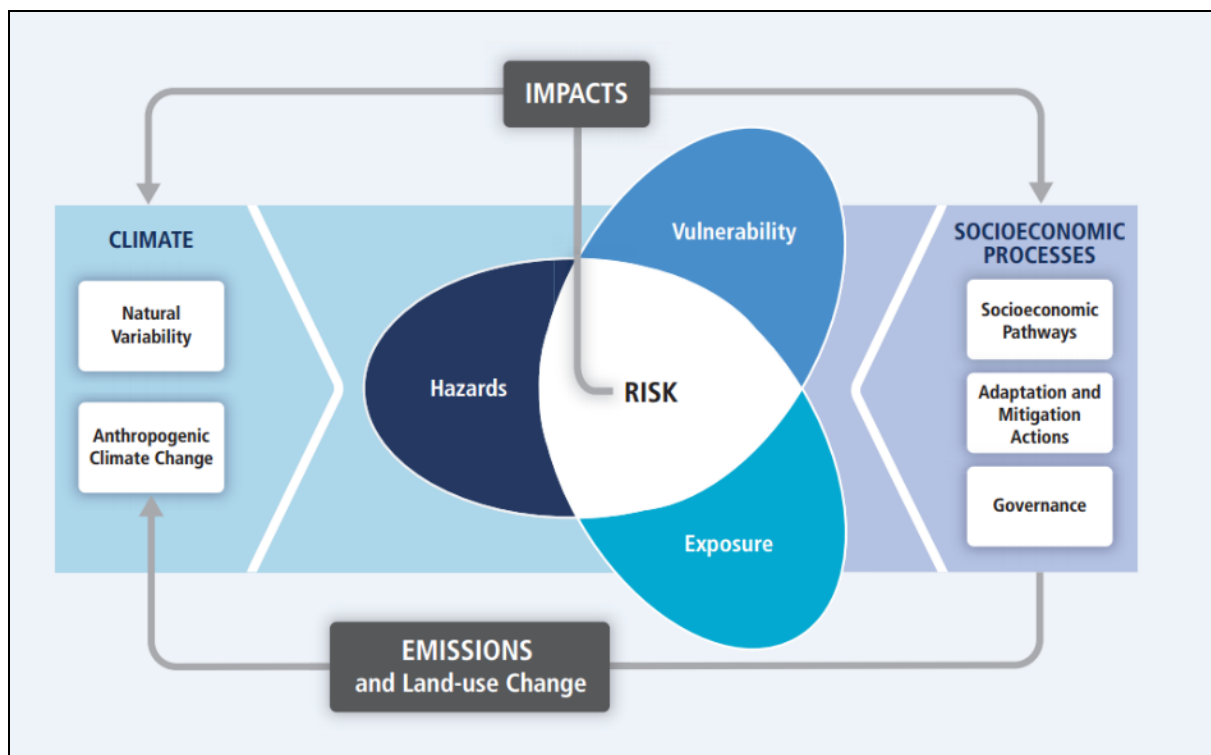 IMPACTS
CLIMATE
Natural
Variability
Anthropogenic
Climate Change
Vulnerability
Hazards
RISK
Exposure
SOCIOECONOMIC
PROCESSES
Socioeconomic
Pathways
Adaptation and
Mitigation
Actions
Governance
EMISSIONS
and Land-use Change